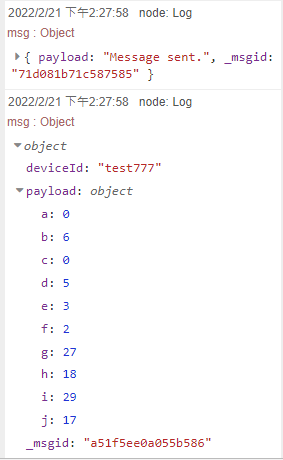 2022/2/21 下午2:27:58 node: Log
msg : Object
{ payload: "Message sent.", _msgid:
"71d081b71c587585" }
2022/2/21 下午2:27:58 node: Log
msg : Object
object
deviceId: "test777"
payload: object
a: 0
b: 6
c: 0
d: 5
e: 3
f: 2
g: 27
h: 18
i: 29
j: 17
_msgid: "a51f5ee0a055b586"